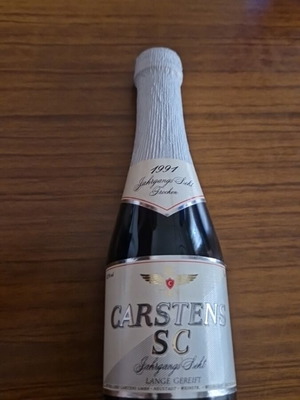 1991
Jahrgangs Sekt
Trocken
CARSTENS
SC
Jahrgangs Sekt
LANGE GEREIFT